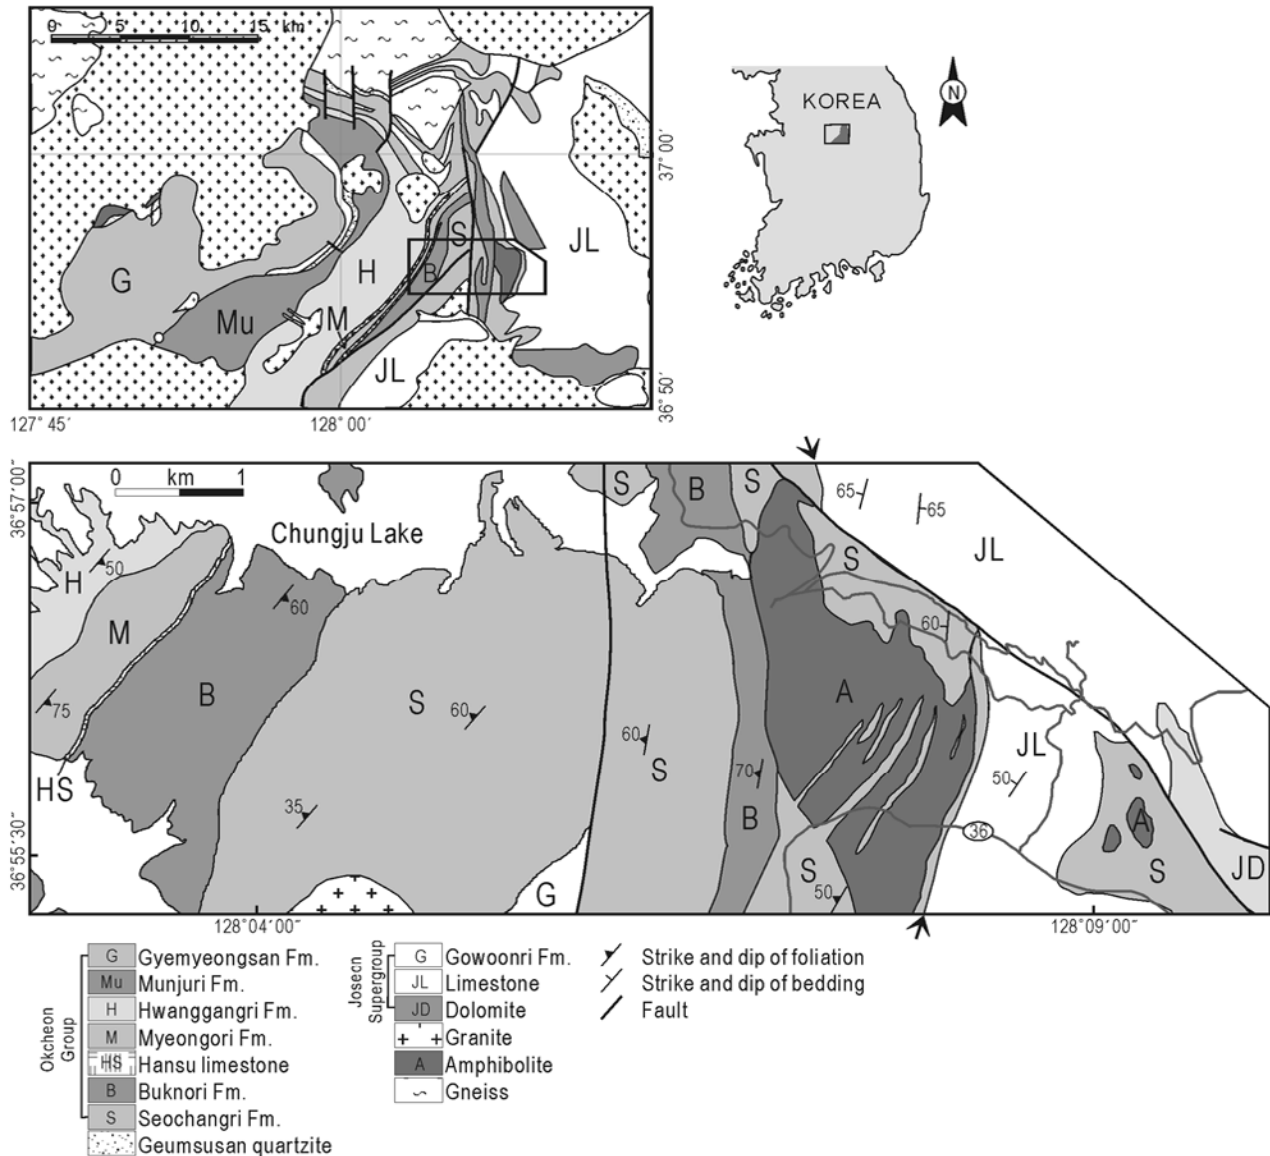 0 5 10 15 km
KOREA
N
37° 00′
S
JL
G
H
B
Mu
M
JL
36° 50′
127° 45′ 128° 00′
0 km 1
36°57′00″
S B S
65
65
Chungju Lake
JL
H 50
S
60
60
M
B
S
A
75
60
60
S
JL
HS
70
50
35
B
A
36
36°55′30″
S
S
JD
G
50
128°04′00″ 128°09′00″
Okcheon Group
G Gyemyeongsan Fm.
Mu Munjuri Fm.
H Hwanggangri Fm.
M Myeongori Fm.
HS Hansu limestone
B Buknori Fm.
S Seochangri Fm.
Geumsusan quartzite
Joseon Supergroup
G Gowoonri Fm.
JL Limestone
JD Dolomite
Granite
A Amphibolite
Gneiss
Strike and dip of foliation
Strike and dip of bedding
Fault